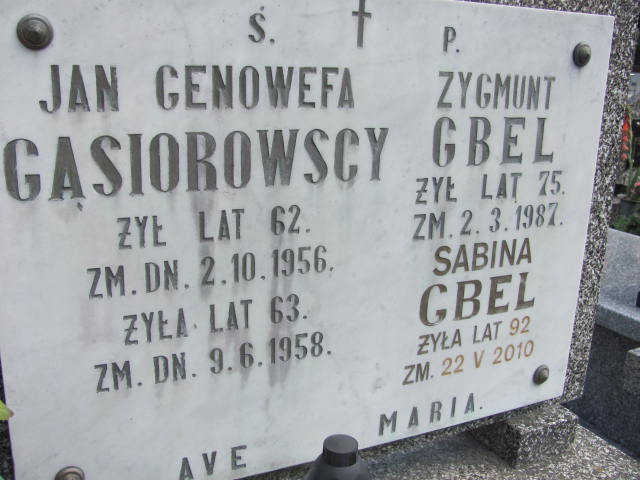 Ś. P.
JAN GENOWEFA
GĄSIOROWSCY
ŻYŁ LAT 62.
ZM. DN. 2.10.1956.
ŻYŁA LAT 63.
ZM. DN. 9.6.1958.
ZYGMUNT
GBEL
ŻYŁ LAT 75.
ZM. 2.3.1987.
SABINA
GBEL
ŻYŁA LAT 92
ZM. 22 V 2010
AVE MARIA.